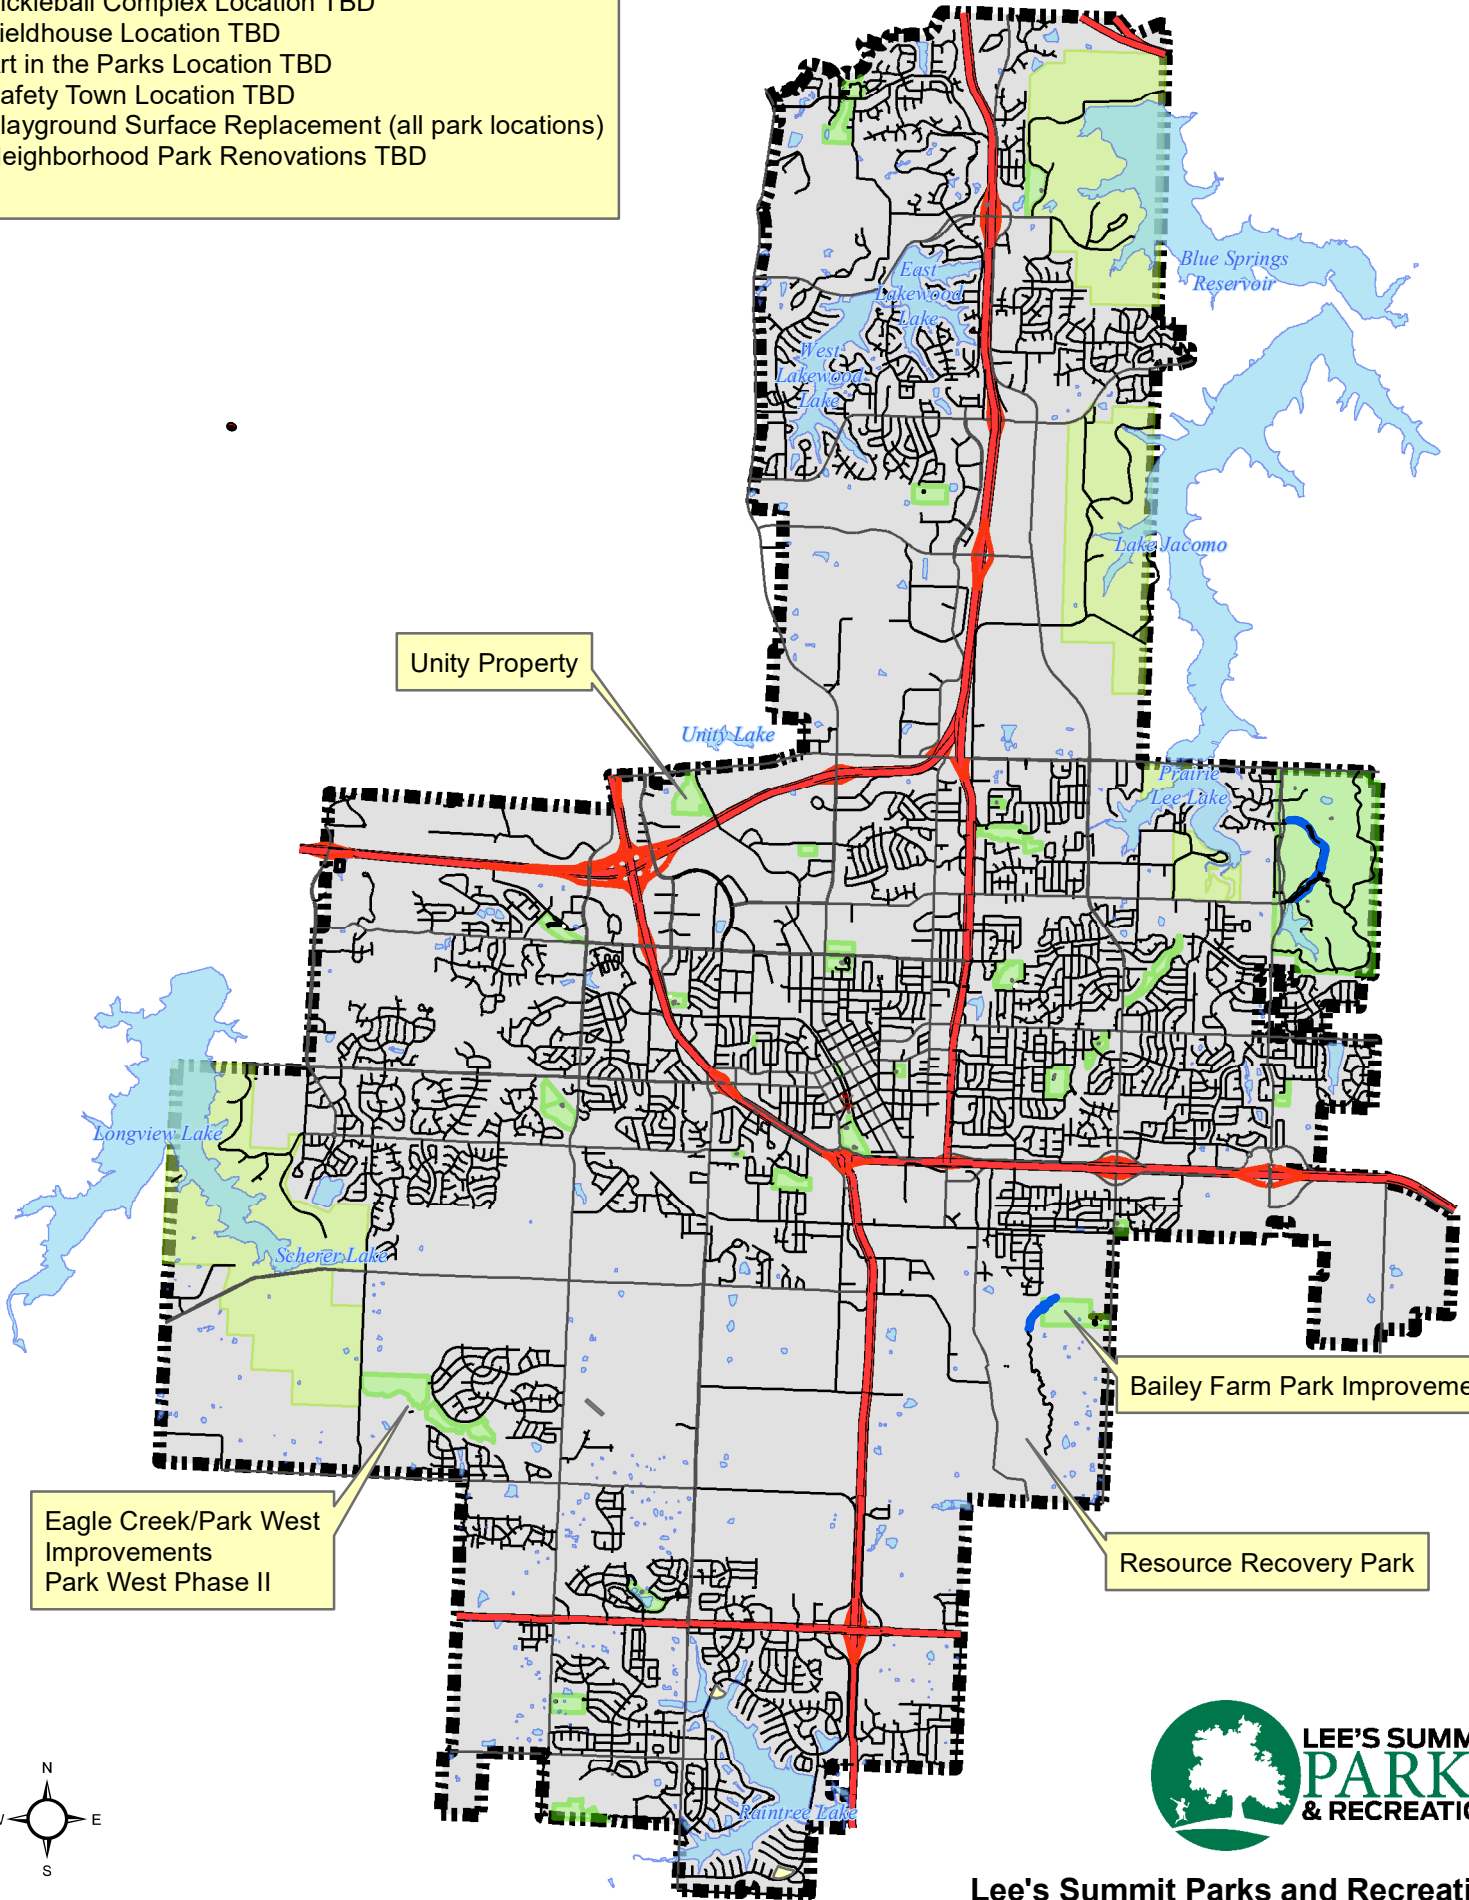 ickleball Complex Location TBD
ieldhouse Location TBD
rt in the Parks Location TBD
afety Town Location TBD
layground Surface Replacement (all park locations)
eighborhood Park Renovations TBD
Blue Springs
Reservoir
East
Lakewood
Lake
West
Lakewood
Lake
Lake Jacomo
Unity Property
Unity Lake
Prairie
Lee Lake
Longview Lake
Scherer Lake
Bailey Farm Park Improveme
Eagle Creek/Park West
Improvements
Park West Phase II
Resource Recovery Park
Raintree Lake
N
W
E
S
LEE'S SUMM
PARK
& RECREATIO
Lee's Summit Parks and Recreati